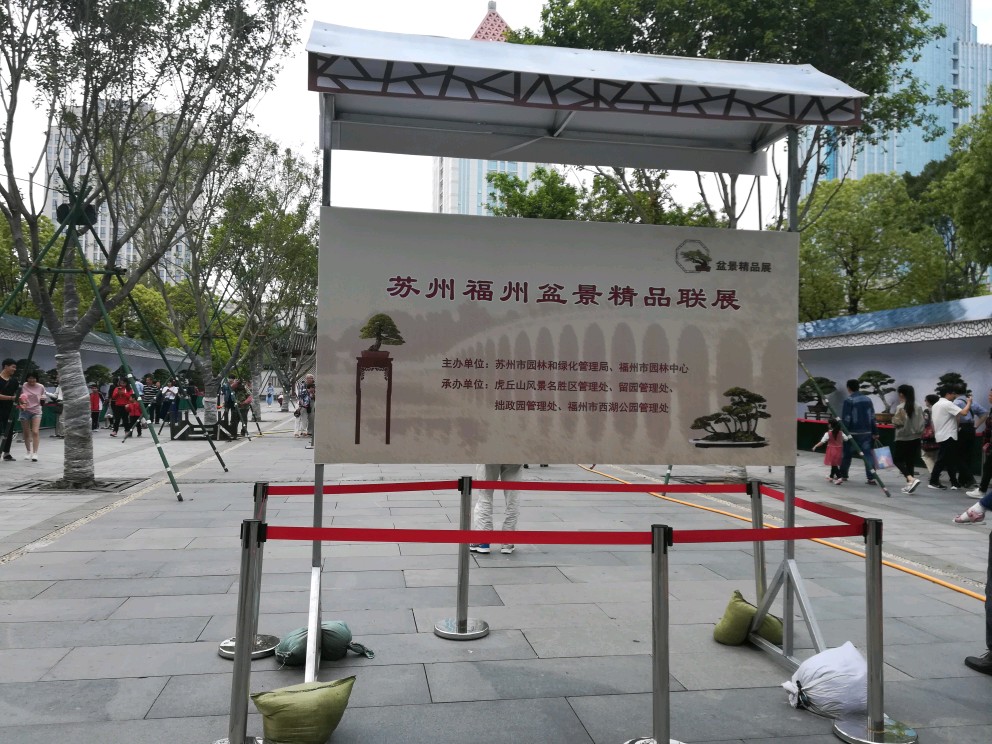 盆景精品展
苏州福州盆景精品联展
主办单位：苏州市园林和绿化管理局、福州市园林中心
承办单位：虎丘山风景名胜区管理处、留园管理处、
拙政园管理处、福州市西湖公园管理处